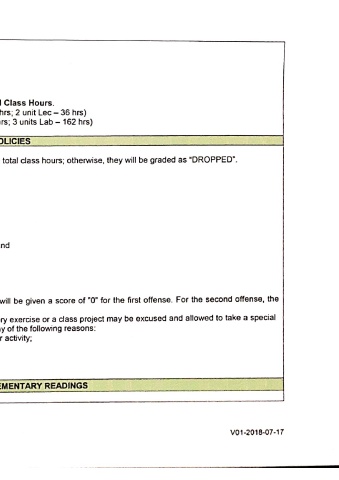 Class Hours.
hrs; 2 unit Lec – 36 hrs)
rs; 3 units Lab – 162 hrs)
OLICIES
total class hours; otherwise, they will be graded as "DROPPED".
nd
will be given a score of "0" for the first offense. For the second offense, the
ry exercise or a class project may be excused and allowed to take a special
y of the following reasons:
r activity;
EMENTARY READINGS
V01-2018-07-17